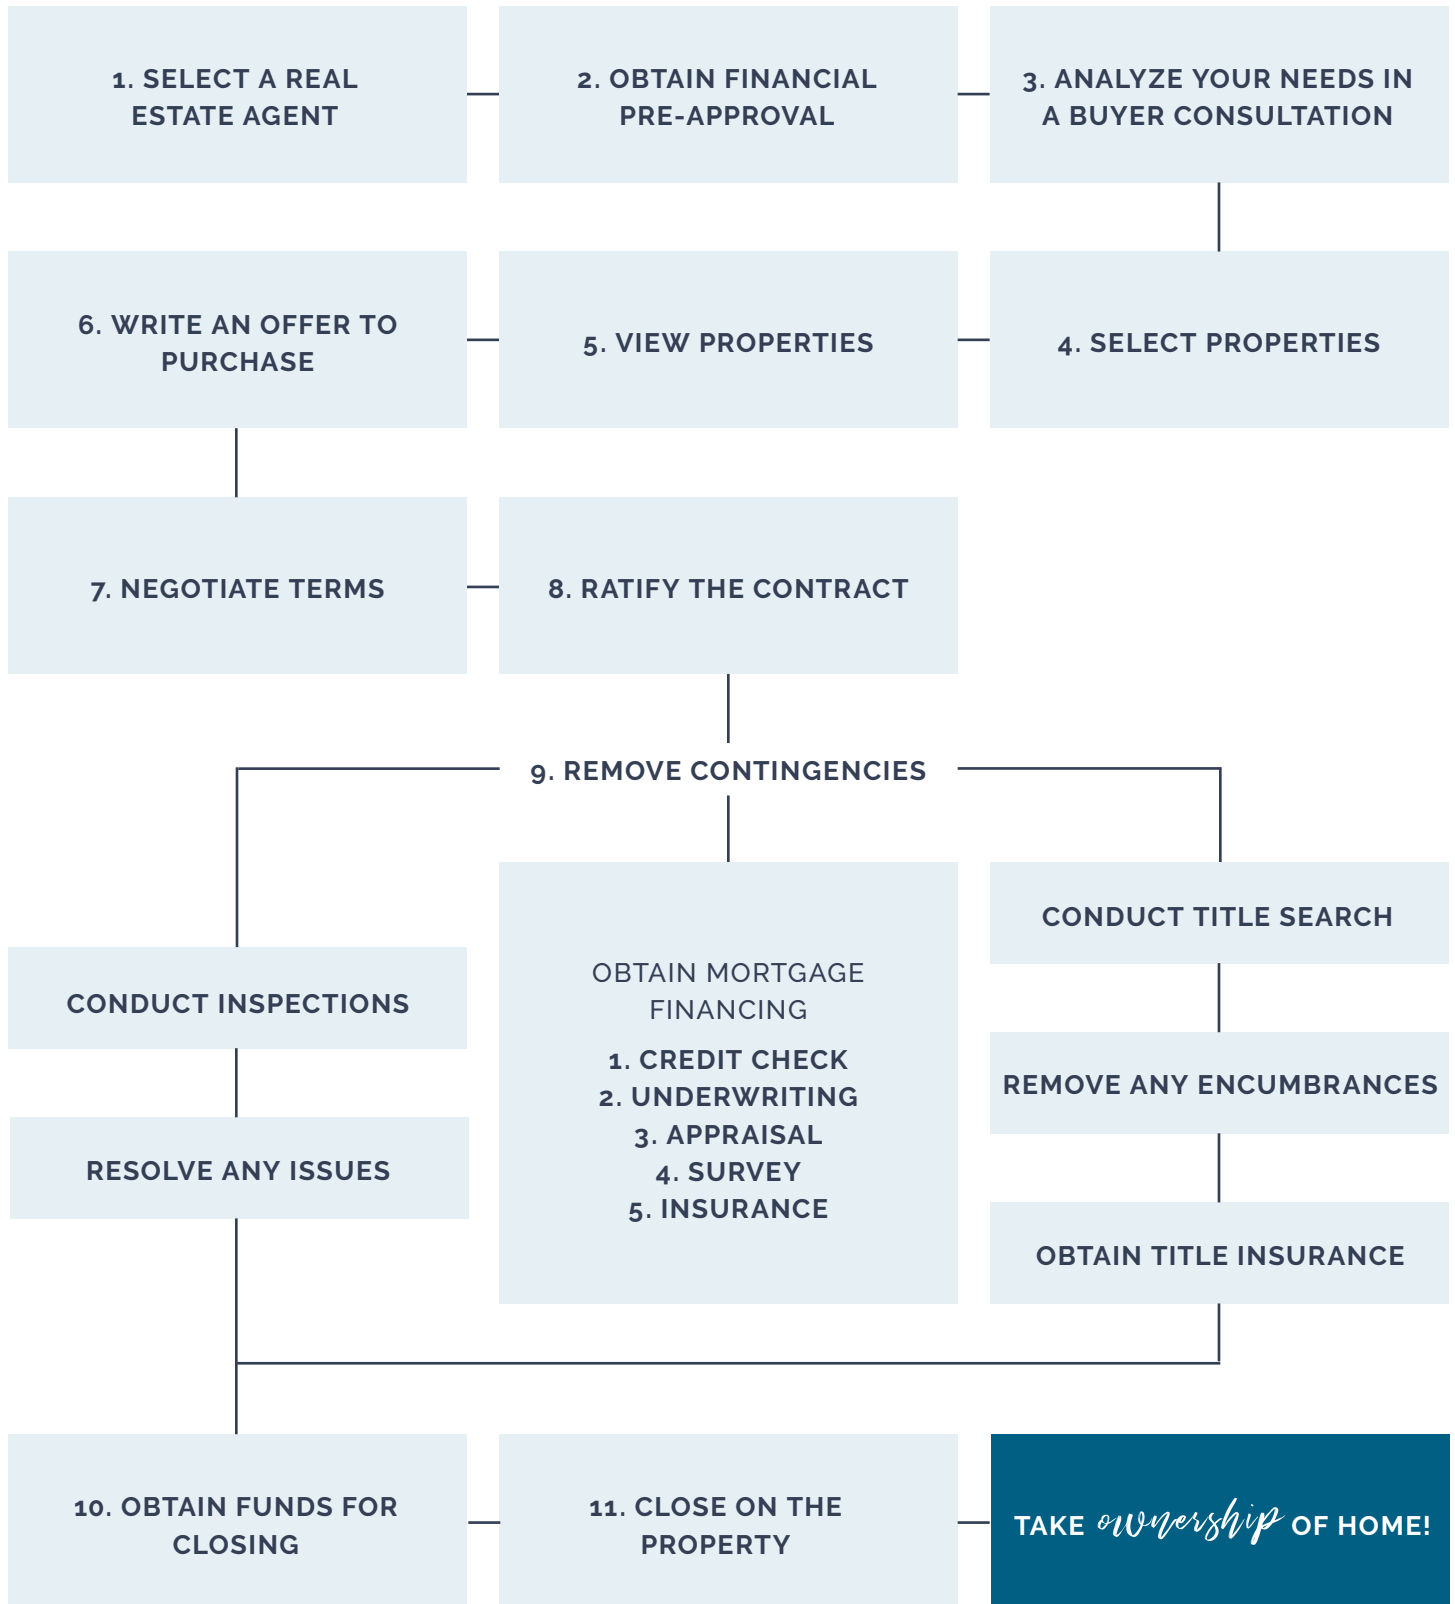 1. SELECT A REAL
ESTATE AGENT
2. OBTAIN FINANCIAL
PRE-APPROVAL
3. ANALYZE YOUR NEEDS IN
A BUYER CONSULTATION
4. SELECT PROPERTIES
5. VIEW PROPERTIES
6. WRITE AN OFFER TO
PURCHASE
7. NEGOTIATE TERMS
8. RATIFY THE CONTRACT
9. REMOVE CONTINGENCIES
CONDUCT INSPECTIONS
RESOLVE ANY ISSUES
OBTAIN MORTGAGE
FINANCING
1. CREDIT CHECK
2. UNDERWRITING
3. APPRAISAL
4. SURVEY
5. INSURANCE
CONDUCT TITLE SEARCH
REMOVE ANY ENCUMBRANCES
OBTAIN TITLE INSURANCE
10. OBTAIN FUNDS FOR
CLOSING
11. CLOSE ON THE
PROPERTY
TAKE ownership OF HOME!